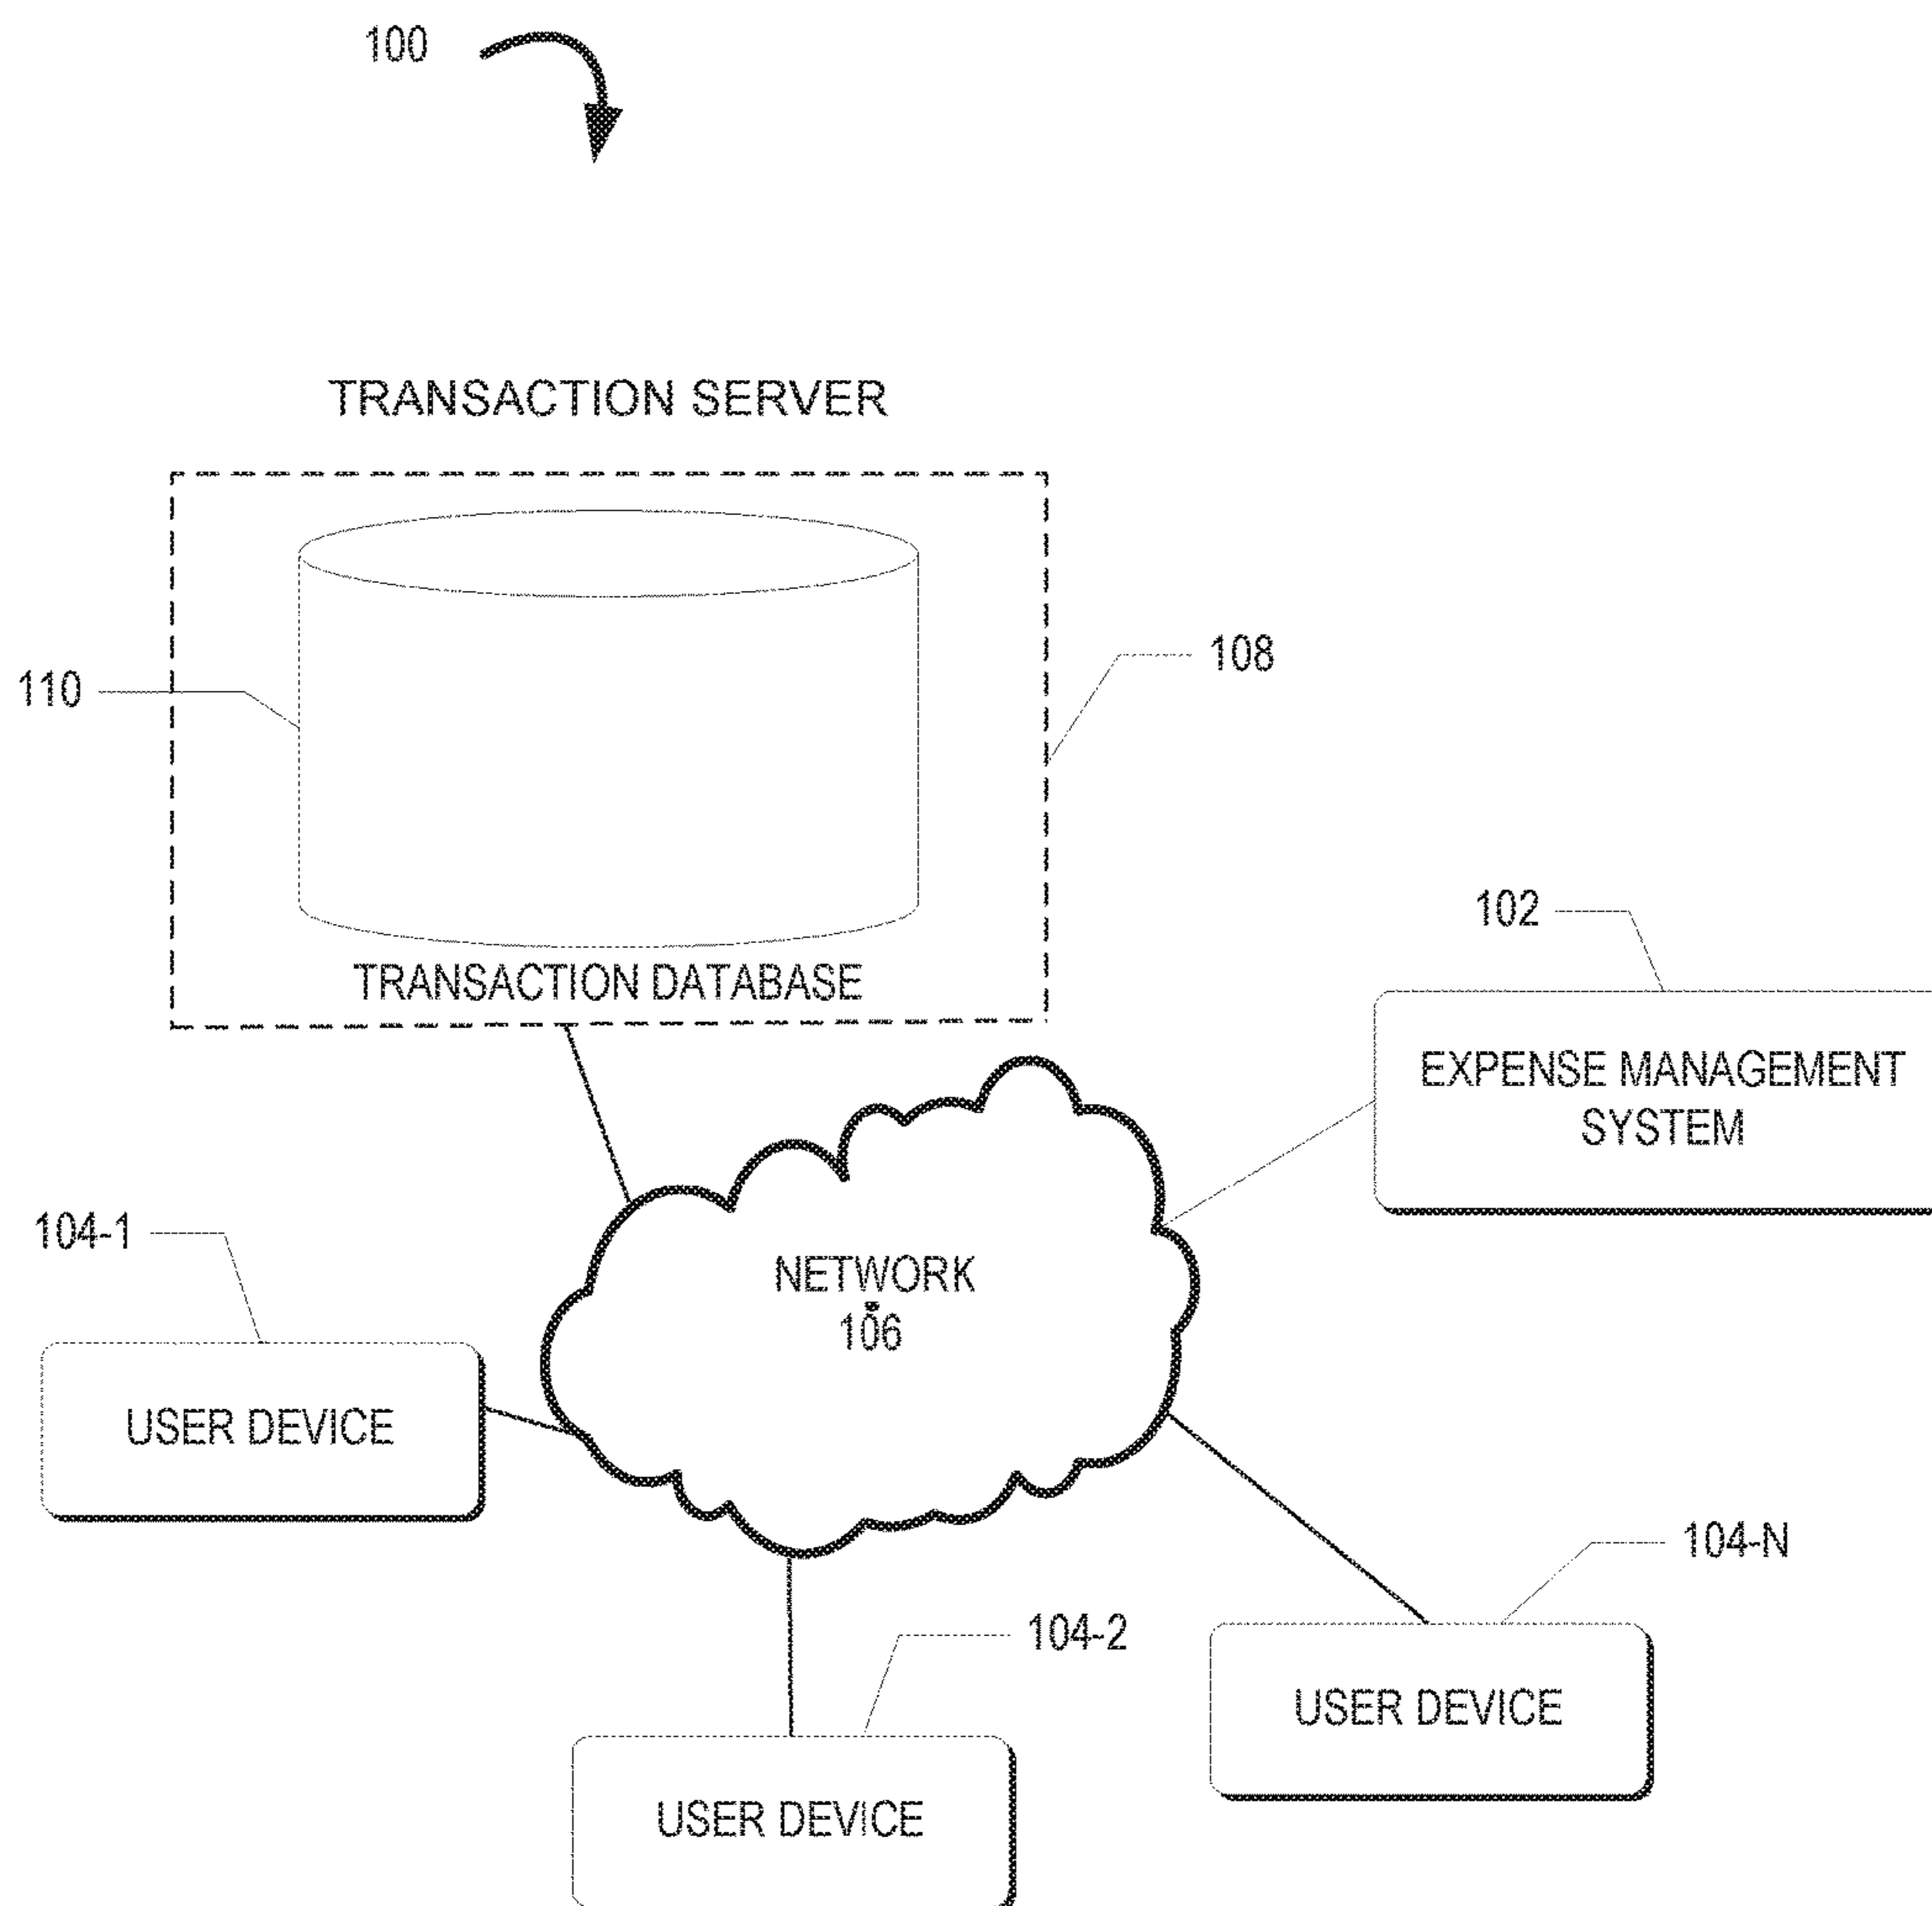 100
TRANSACTION SERVER
110
108
TRANSACTION DATABASE
102
EXPENSE MANAGEMENT
SYSTEM
104-1
NETWORK
106
USER DEVICE
104-N
104-2
USER DEVICE
USER DEVICE